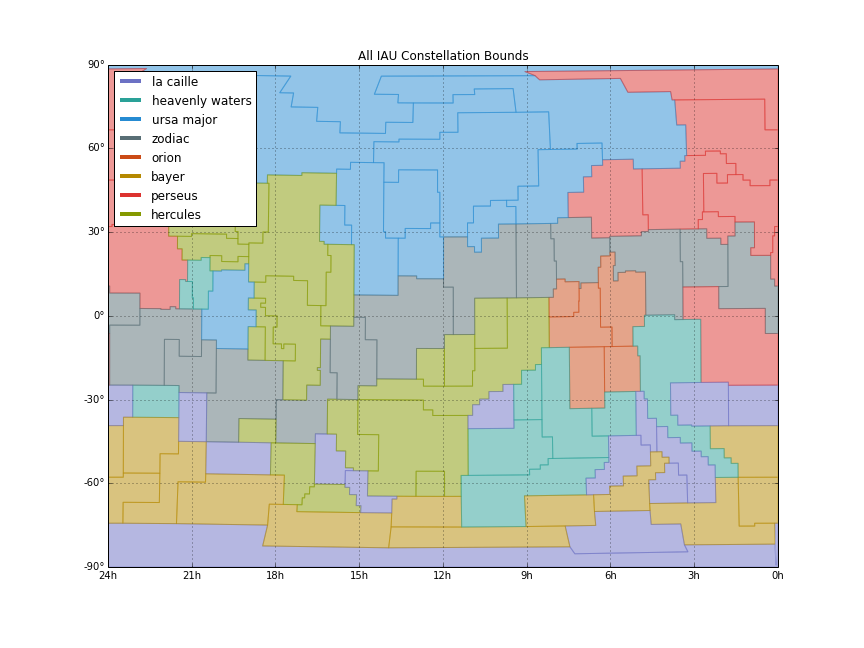 All IAU Constellation Bounds
90°
60°
30°
0°
-30°
-60°
-90°
la caille
heavenly waters
ursa major
zodiac
orion
bayer
perseus
hercules
24h
21h
18h
15h
12h
9h
6h
3h
0h